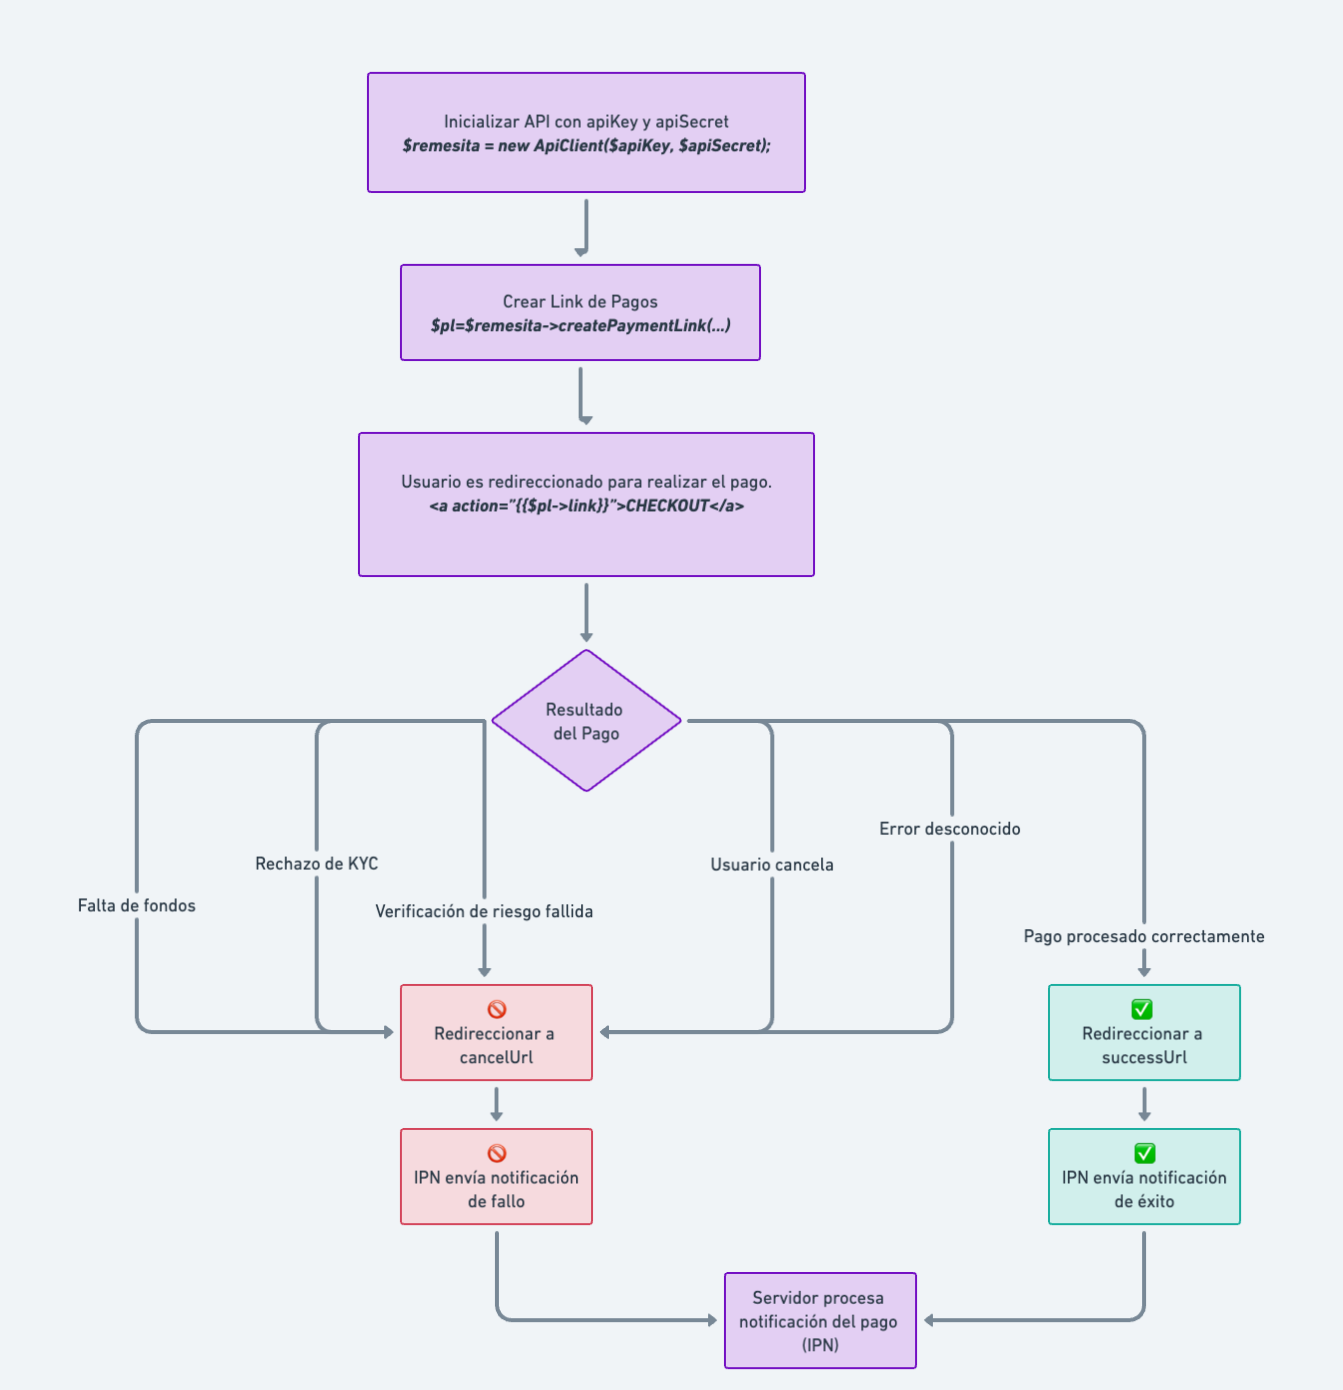 Inicializar API con apiKey y apiSecret
$remesita = new ApiClient($apiKey, $apiSecret);
Crear Link de Pagos
$pl=$remesita->createPaymentLink(...)
Usuario es redireccionado para realizar el pago.
<a action="{{$pl->link}}">CHECKOUT</a>
Resultado
del Pago
Error desconocido
Rechazo de KYC
Usuario cancela
Falta de fondos
Verificación de riesgo fallida
Pago procesado correctamente
Redireccionar a
cancelUrl
Redireccionar a
successUrl
IPN envía notificación
de fallo
IPN envía notificación
de éxito
Servidor procesa
notificación del pago
(IPN)